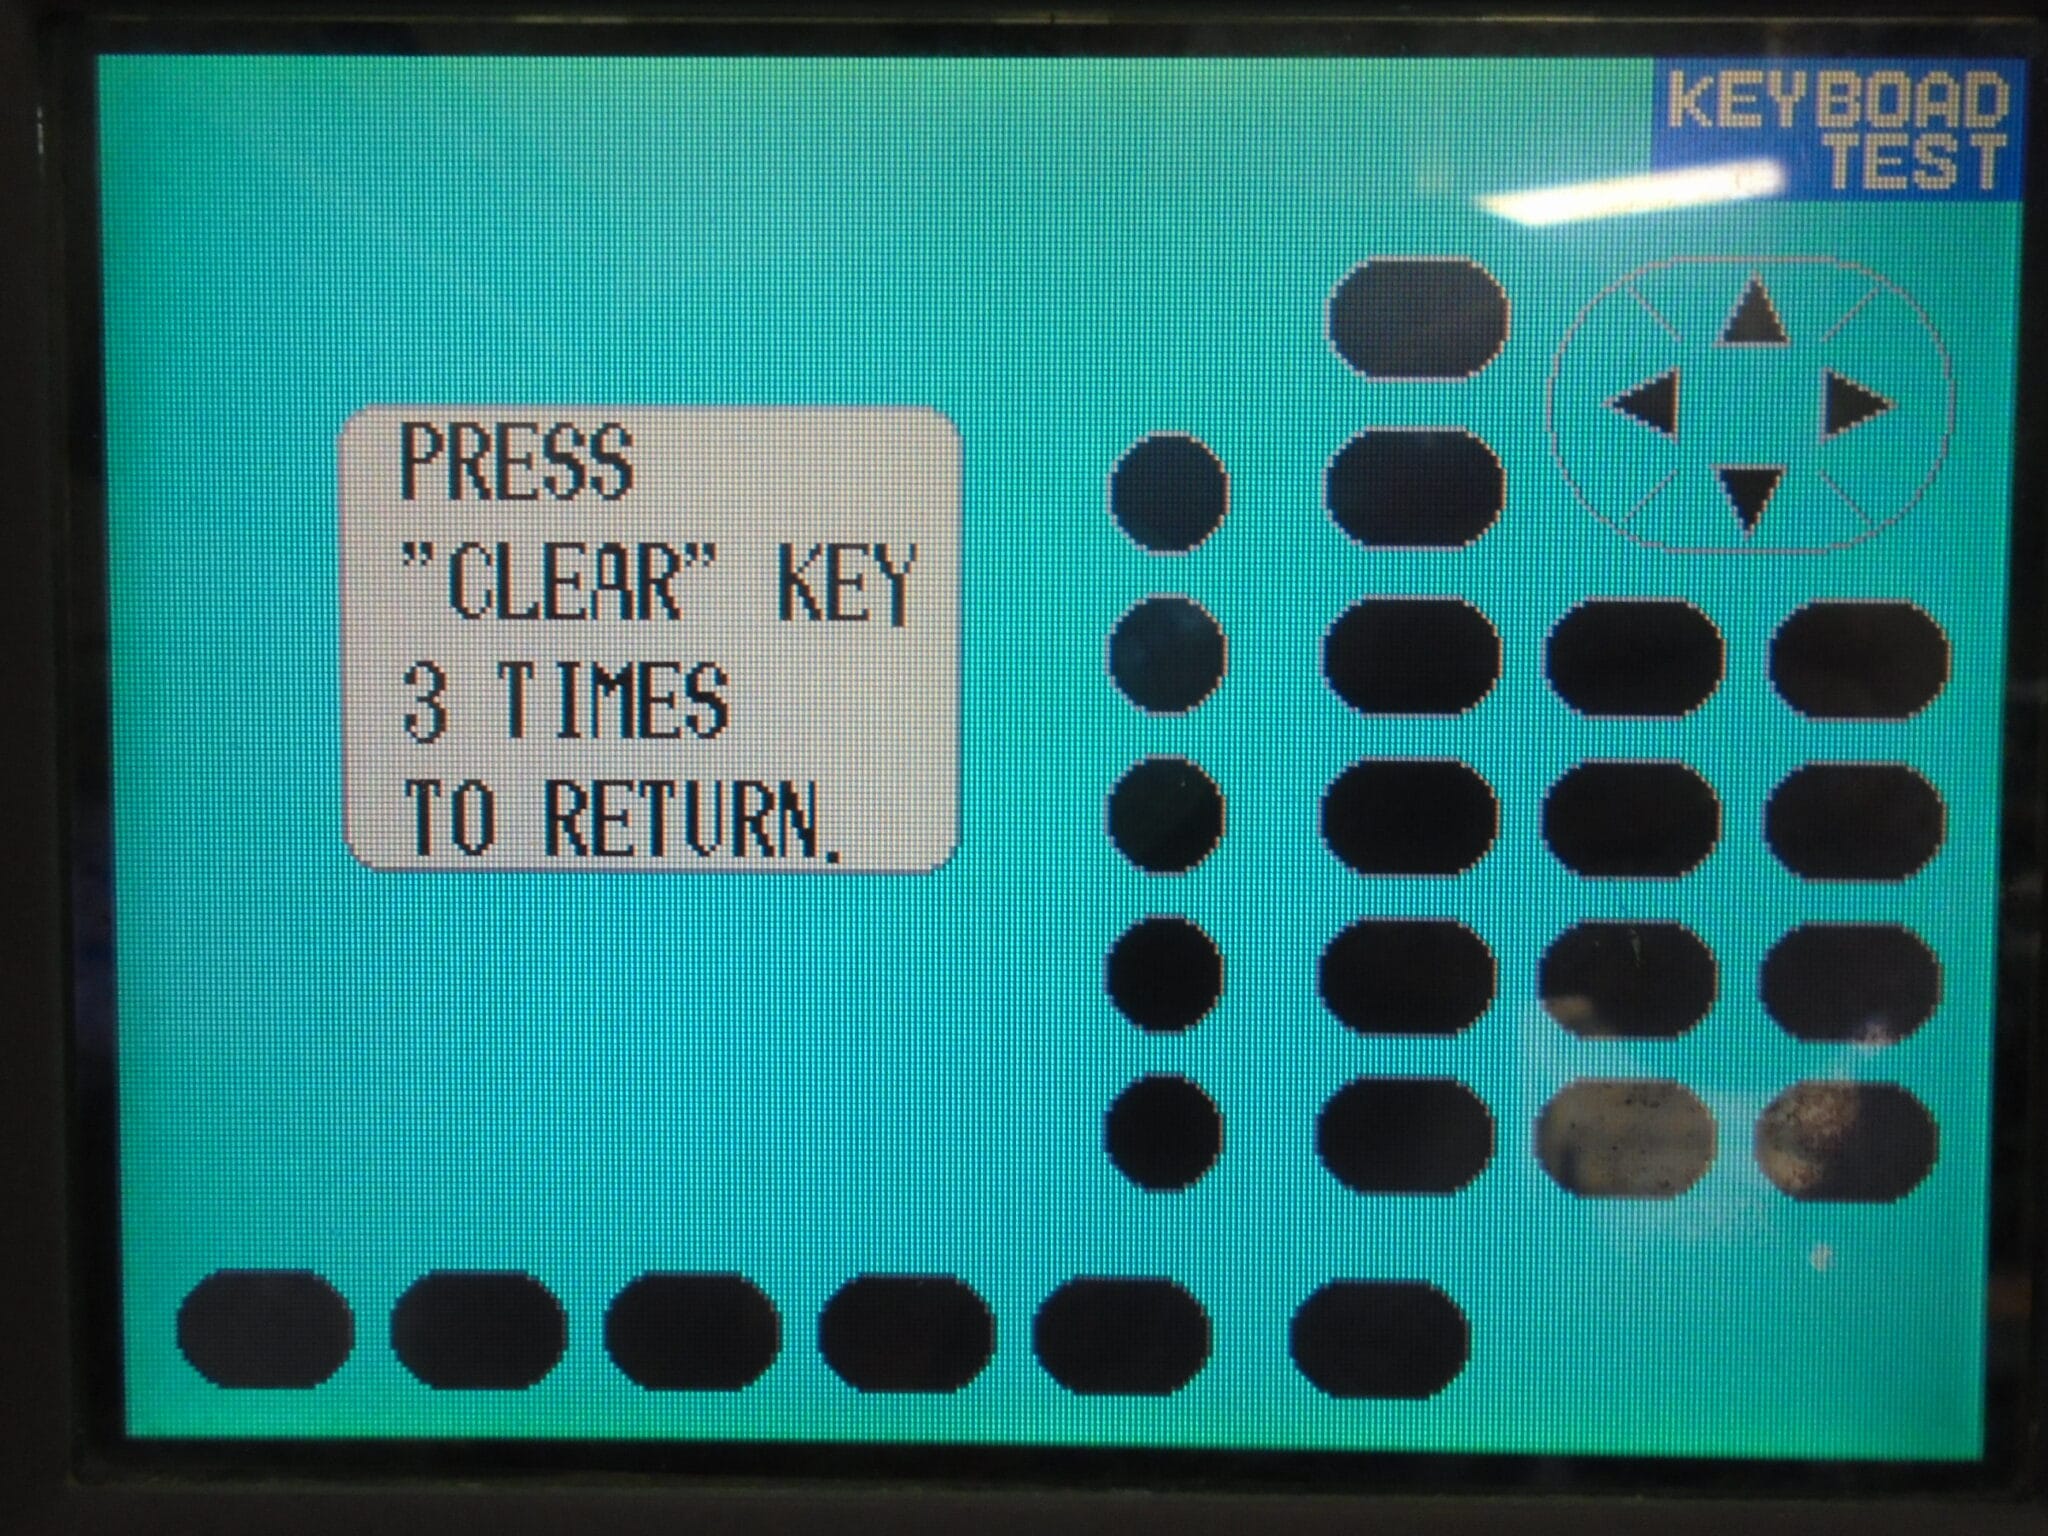 KEYBOAD
TEST
PRESS
"CLEAR" KEY
3 TIMES
TO RETURN.